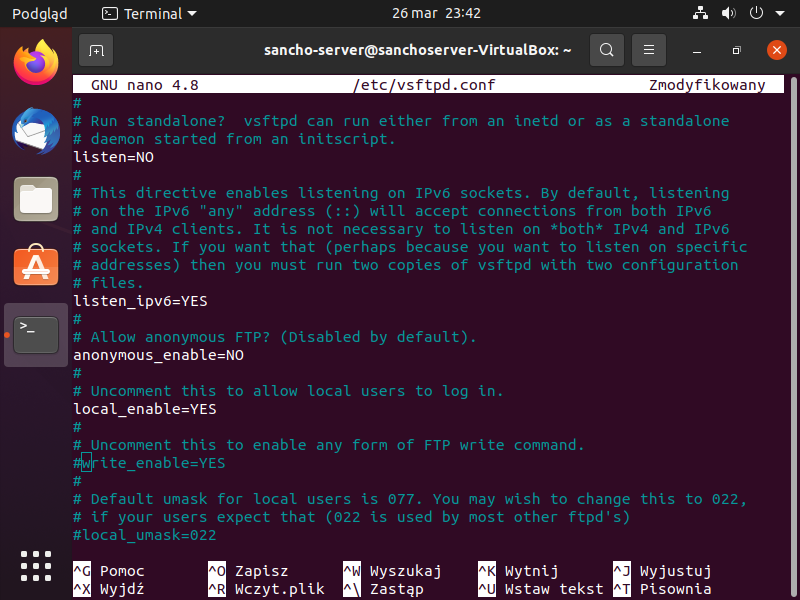 Podgląd Terminal 26 mar 23:42
sancho-server@sanchoserver-VirtualBox: ~
GNU nano 4.8 /etc/vsftpd.conf Zmodyfikowany
#
# Run standalone?  vsftpd can run either from an inetd or as a standalone
# daemon started from an initscript.
listen=NO
#
# This directive enables listening on IPv6 sockets. By default, listening
# on the IPv6 "any" address (::) will accept connections from both IPv6
# and IPv4 clients. It is not necessary to listen on *both* IPv4 and IPv6
# sockets. If you want that (perhaps because you want to listen on specific
# addresses) then you must run two copies of vsftpd with two configuration
# files.
listen_ipv6=YES
#
# Allow anonymous FTP? (Disabled by default).
anonymous_enable=NO
#
# Uncomment this to allow local users to log in.
local_enable=YES
#
# Uncomment this to enable any form of FTP write command.
#write_enable=YES
#
# Default umask for local users is 077. You may wish to change this to 022,
# if your users expect that (022 is used by most other ftpd's)
#local_umask=022
^G Pomoc ^O Zapisz ^W Wyszukaj ^K Wytnij ^J Wyjustuj
^X Wyjdź ^R Wczyt.plik ^\ Zastąp ^U Wstaw tekst ^T Pisownia